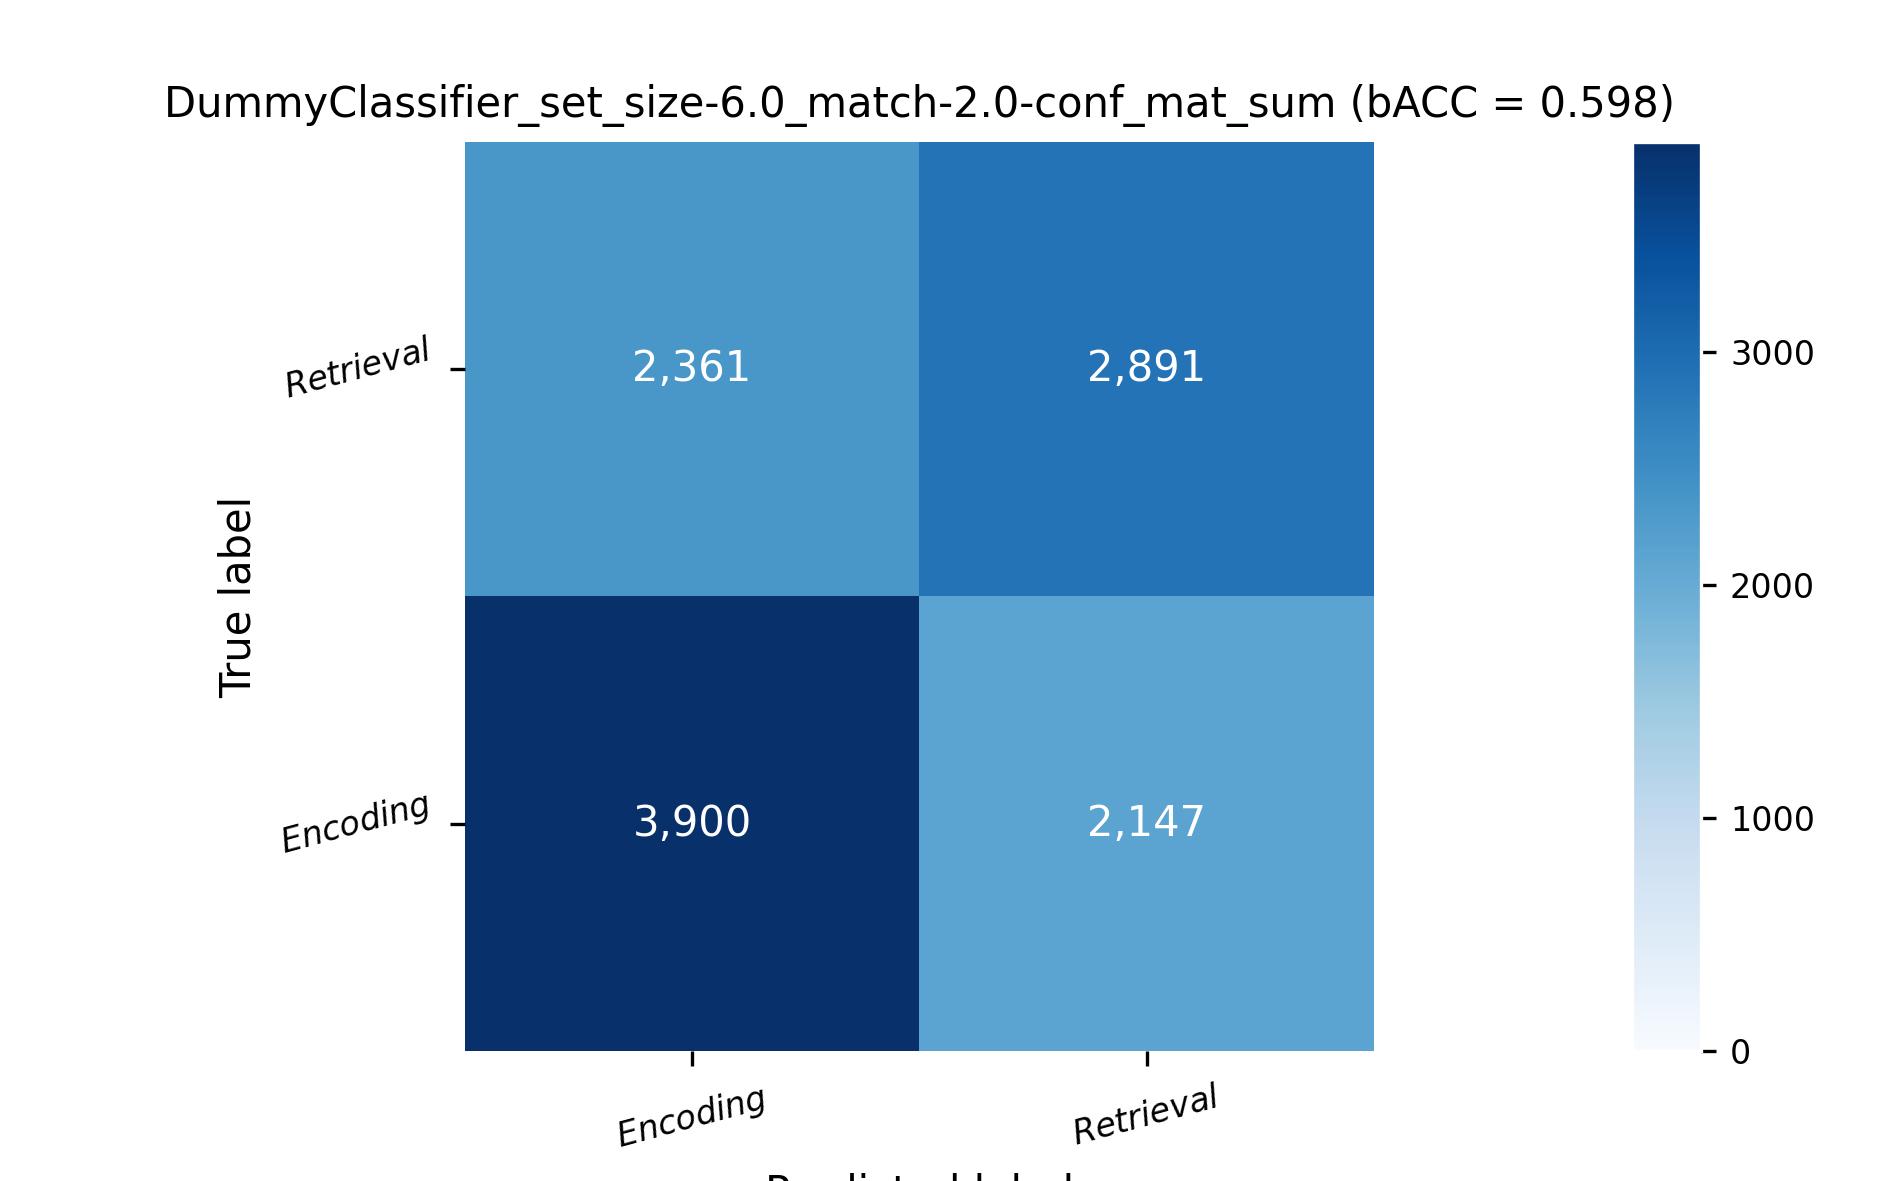 DummyClassifier_set_size-6.0_match-2.0-conf_mat_sum (bACC = 0.598)
Retrieval
2,361 2,891
3000
True label
2000
Encoding
3,900 2,147
1000
0
Encoding Retrieval